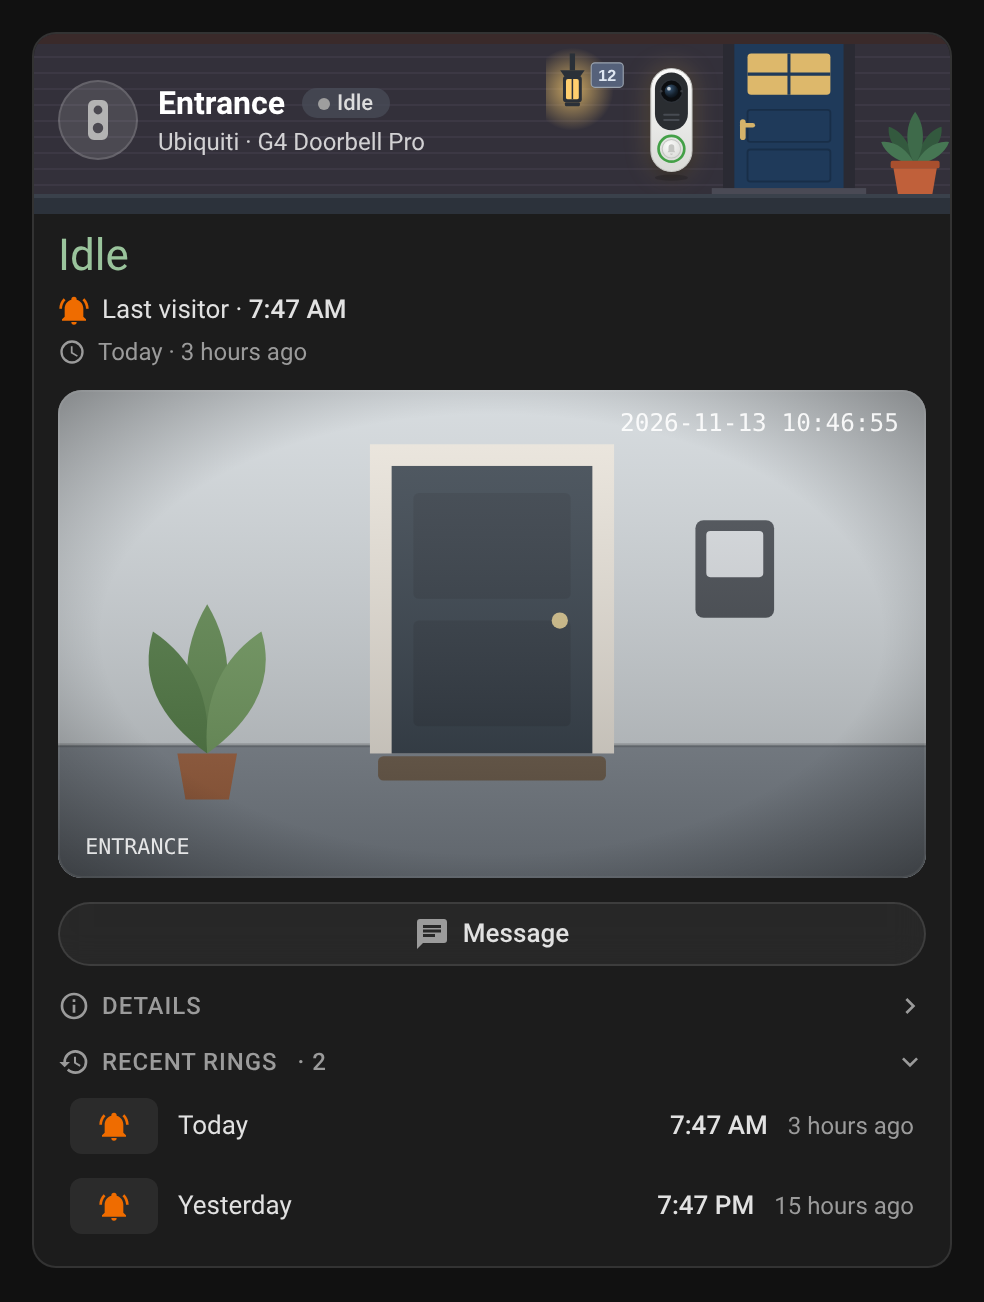 12
Entrance
Idle
Ubiquiti · G4 Doorbell Pro
Idle
Last visitor · 7:47 AM
Today · 3 hours ago
2026-11-13 10:46:55
ENTRANCE
Message
DETAILS
RECENT RINGS · 2
Today 7:47 AM 3 hours ago
Yesterday 7:47 PM 15 hours ago